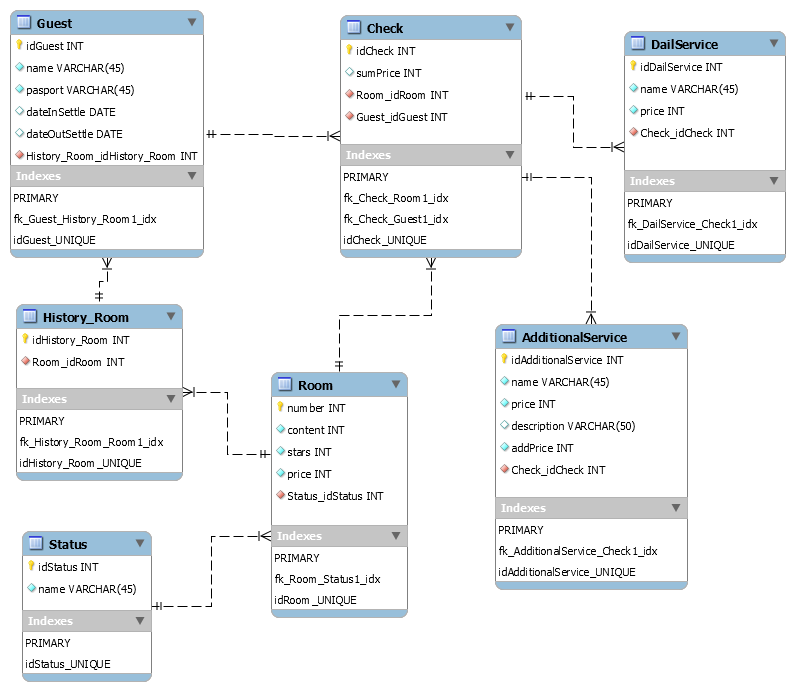 Guest
idGuest INT
name VARCHAR(45)
pasport VARCHAR(45)
dateInSettle DATE
dateOutSettle DATE
History_Room_idHistory_Room INT
Indexes
PRIMARY
fk_Guest_History_Room1_idx
idGuest_UNIQUE
Check
idCheck INT
sumPrice INT
Room_idRoom INT
Guest_idGuest INT
Indexes
PRIMARY
fk_Check_Room1_idx
fk_Check_Guest1_idx
idCheck_UNIQUE
DailService
idDailService INT
name VARCHAR(45)
price INT
Check_idCheck INT
Indexes
PRIMARY
fk_DailService_Check1_idx
idDailService_UNIQUE
History_Room
idHistory_Room INT
Room_idRoom INT
Indexes
PRIMARY
fk_History_Room_Room1_idx
idHistory_Room_UNIQUE
Room
number INT
content INT
stars INT
price INT
Status_idStatus INT
Indexes
PRIMARY
fk_Room_Status1_idx
idRoom_UNIQUE
AdditionalService
idAdditionalService INT
name VARCHAR(45)
price INT
description VARCHAR(50)
addPrice INT
Check_idCheck INT
Indexes
PRIMARY
fk_AdditionalService_Check1_idx
idAdditionalService_UNIQUE
Status
idStatus INT
name VARCHAR(45)
Indexes
PRIMARY
idStatus_UNIQUE